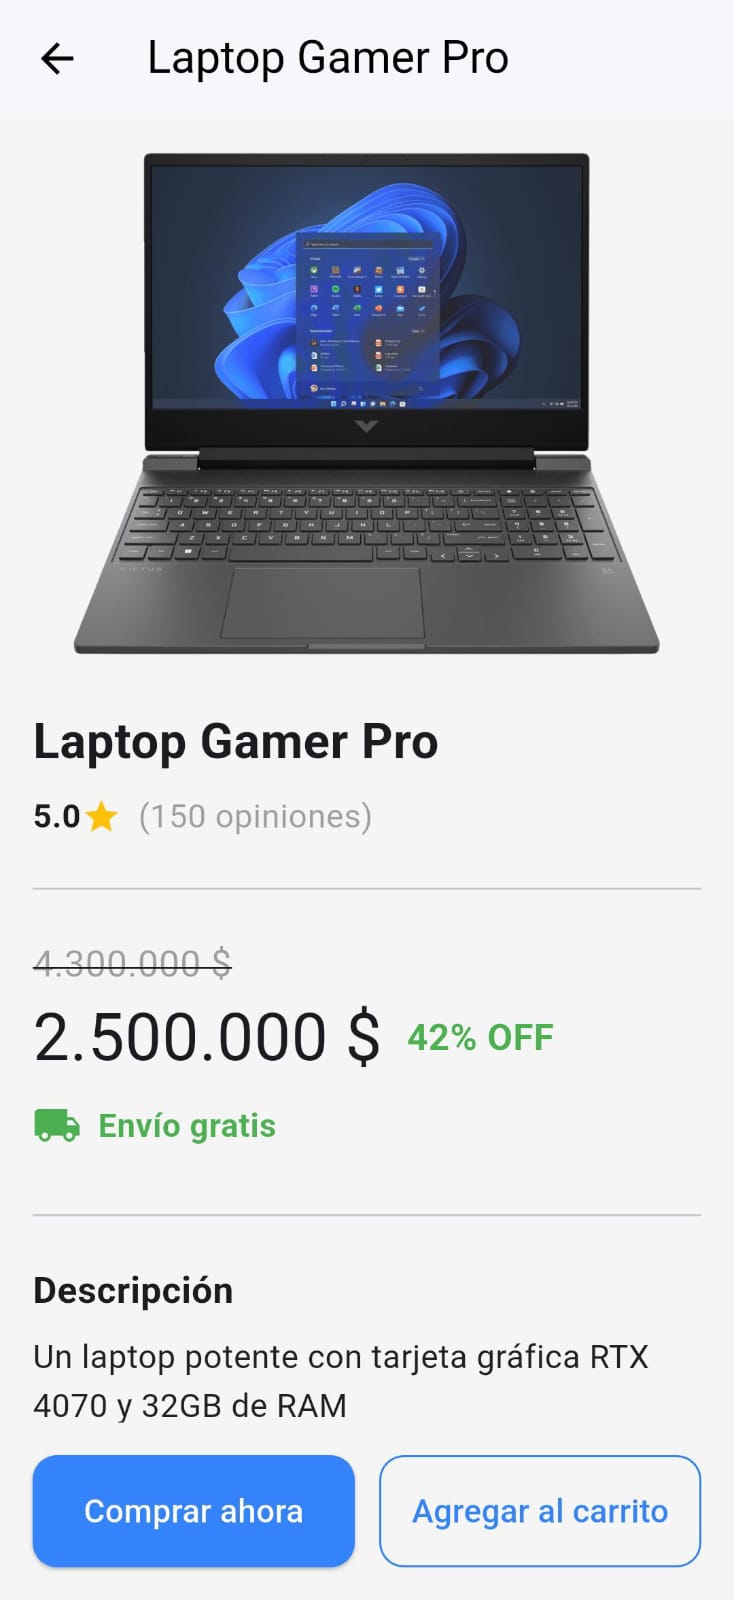 Laptop Gamer Pro
VICTUS
Laptop Gamer Pro
5.0 (150 opiniones)
4.300.000 $
2.500.000 $ 42% OFF
Envío gratis
Descripción
Un laptop potente con tarjeta gráfica RTX
4070 y 32GB de RAM
Comprar ahora
Agregar al carrito